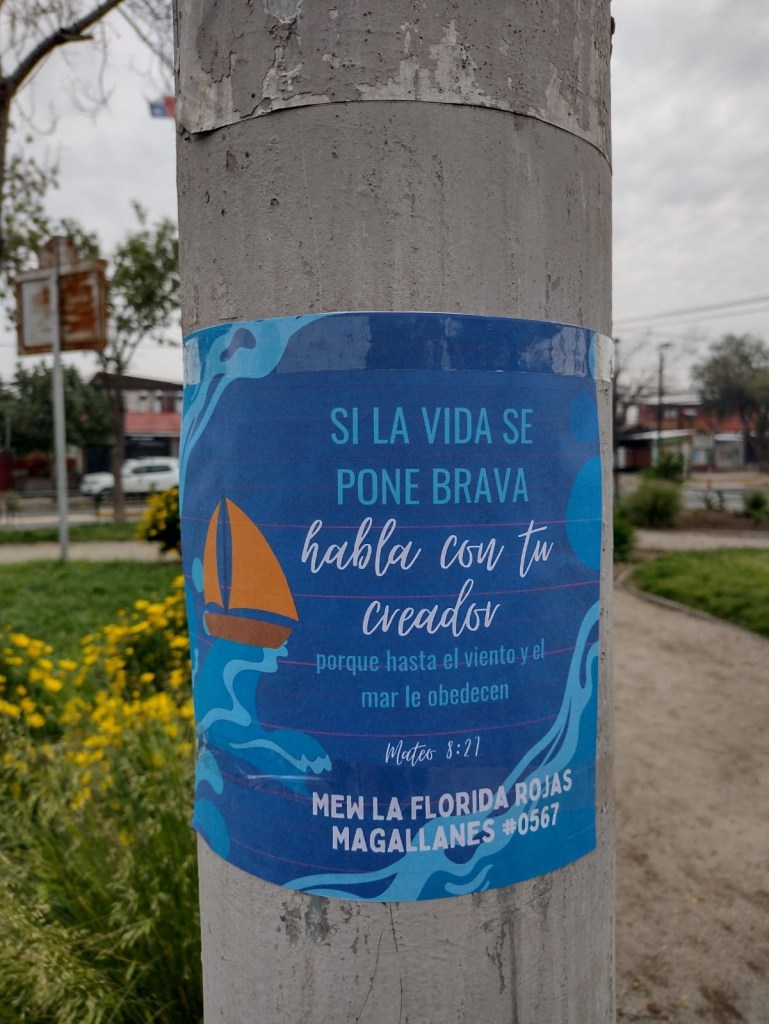 SI LA VIDA SE
PONE BRAVA
habla con tu
creador
porque hasta el viento y el
mar le obedecen
Mateo 8:27
MEW LA FLORIDA ROJAS
MAGALLANES #0567